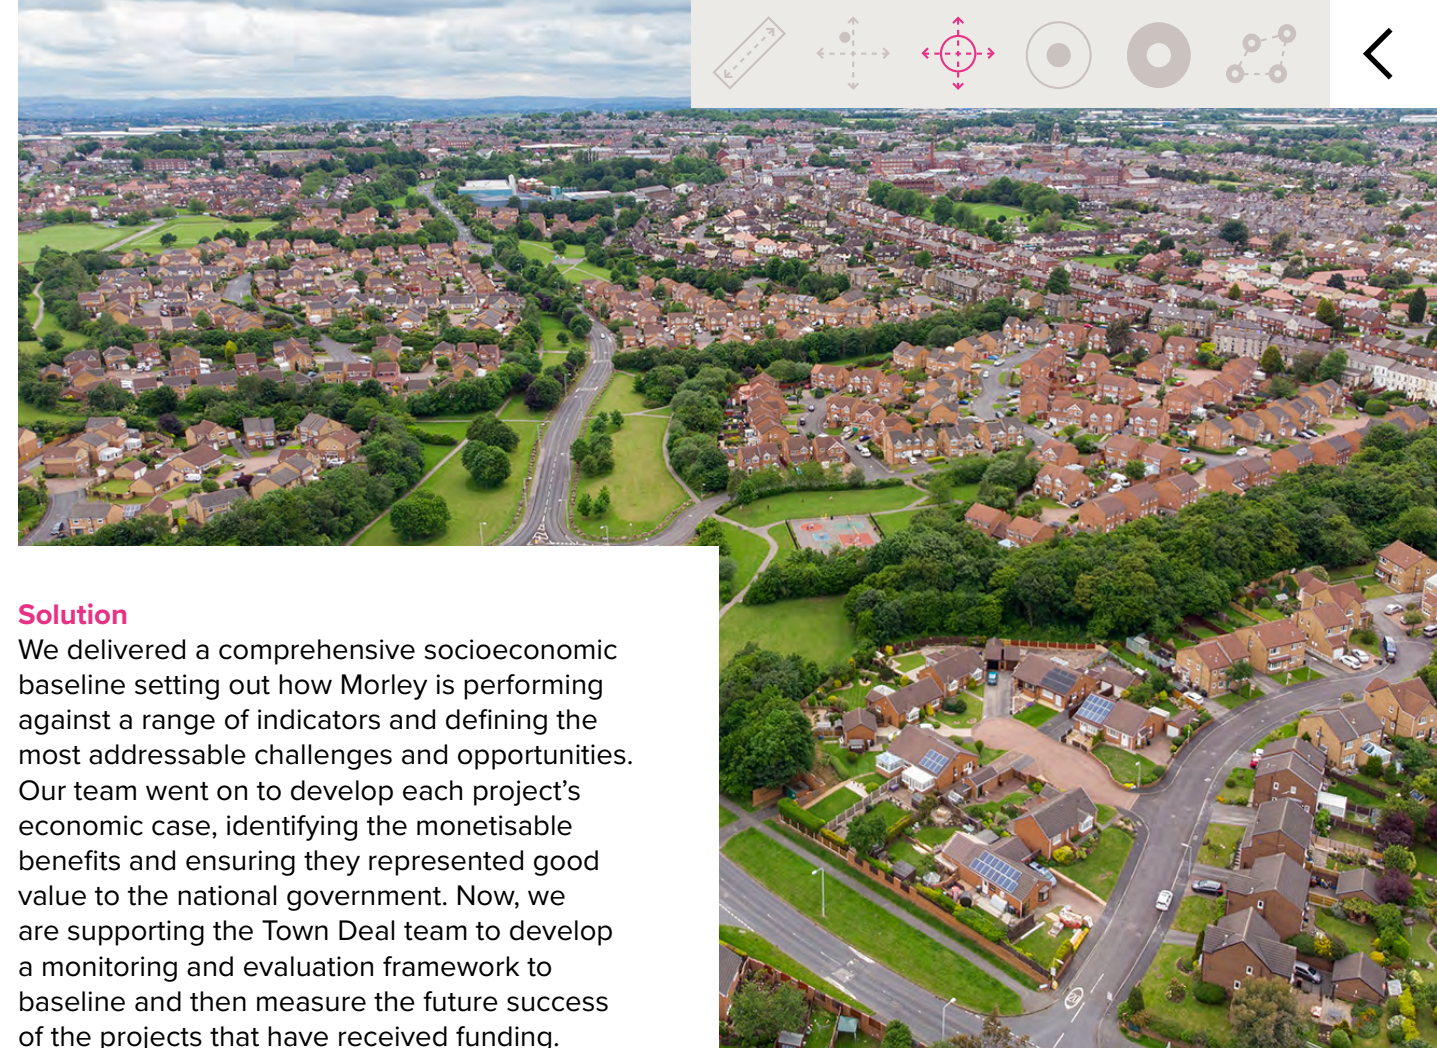 Solution
We delivered a comprehensive socioeconomic
baseline setting out how Morley is performing
against a range of indicators and defining the
most addressable challenges and opportunities.
Our team went on to develop each project’s
economic case, identifying the monetisable
benefits and ensuring they represented good
value to the national government. Now, we
are supporting the Town Deal team to develop
a monitoring and evaluation framework to
baseline and then measure the future success
of the projects that have received funding.